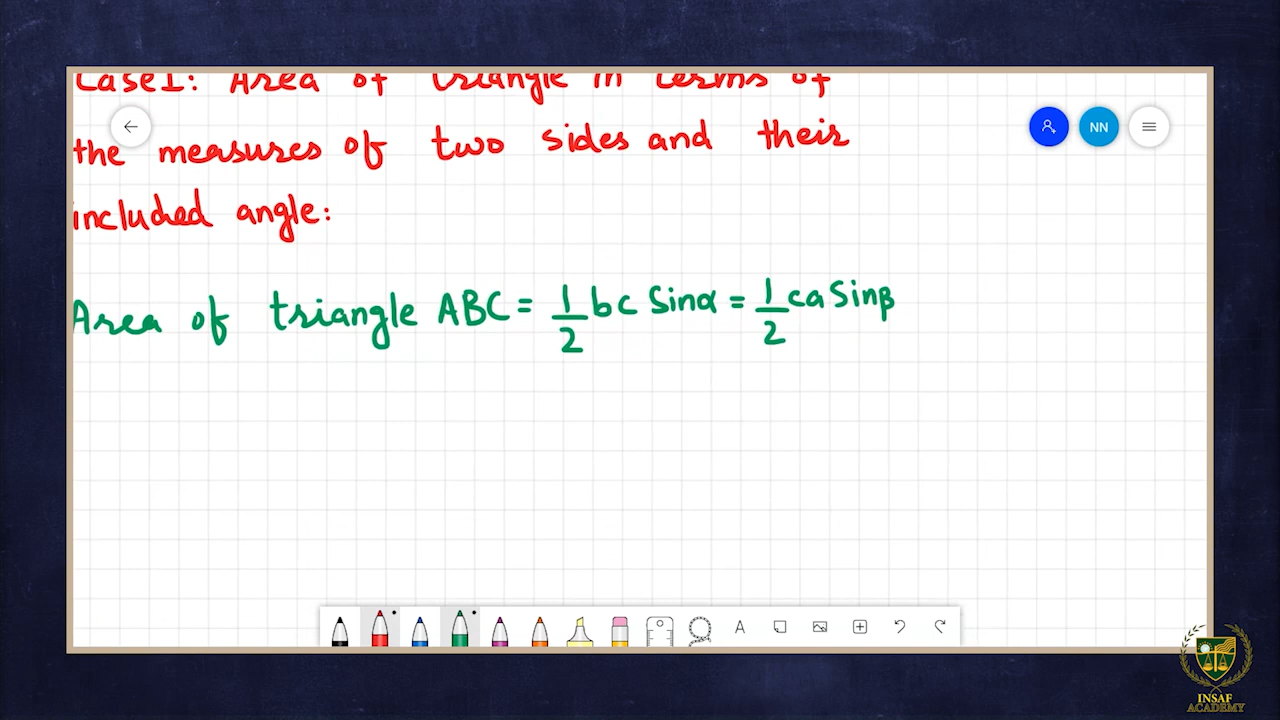 Case1: Area of triangle in terms of
the measures of two sides and their
included angle:
Area of triangle ABC = 1/2 bc Sinα = 1/2 ca Sinβ
NN
A
INSAF
ACADEMY